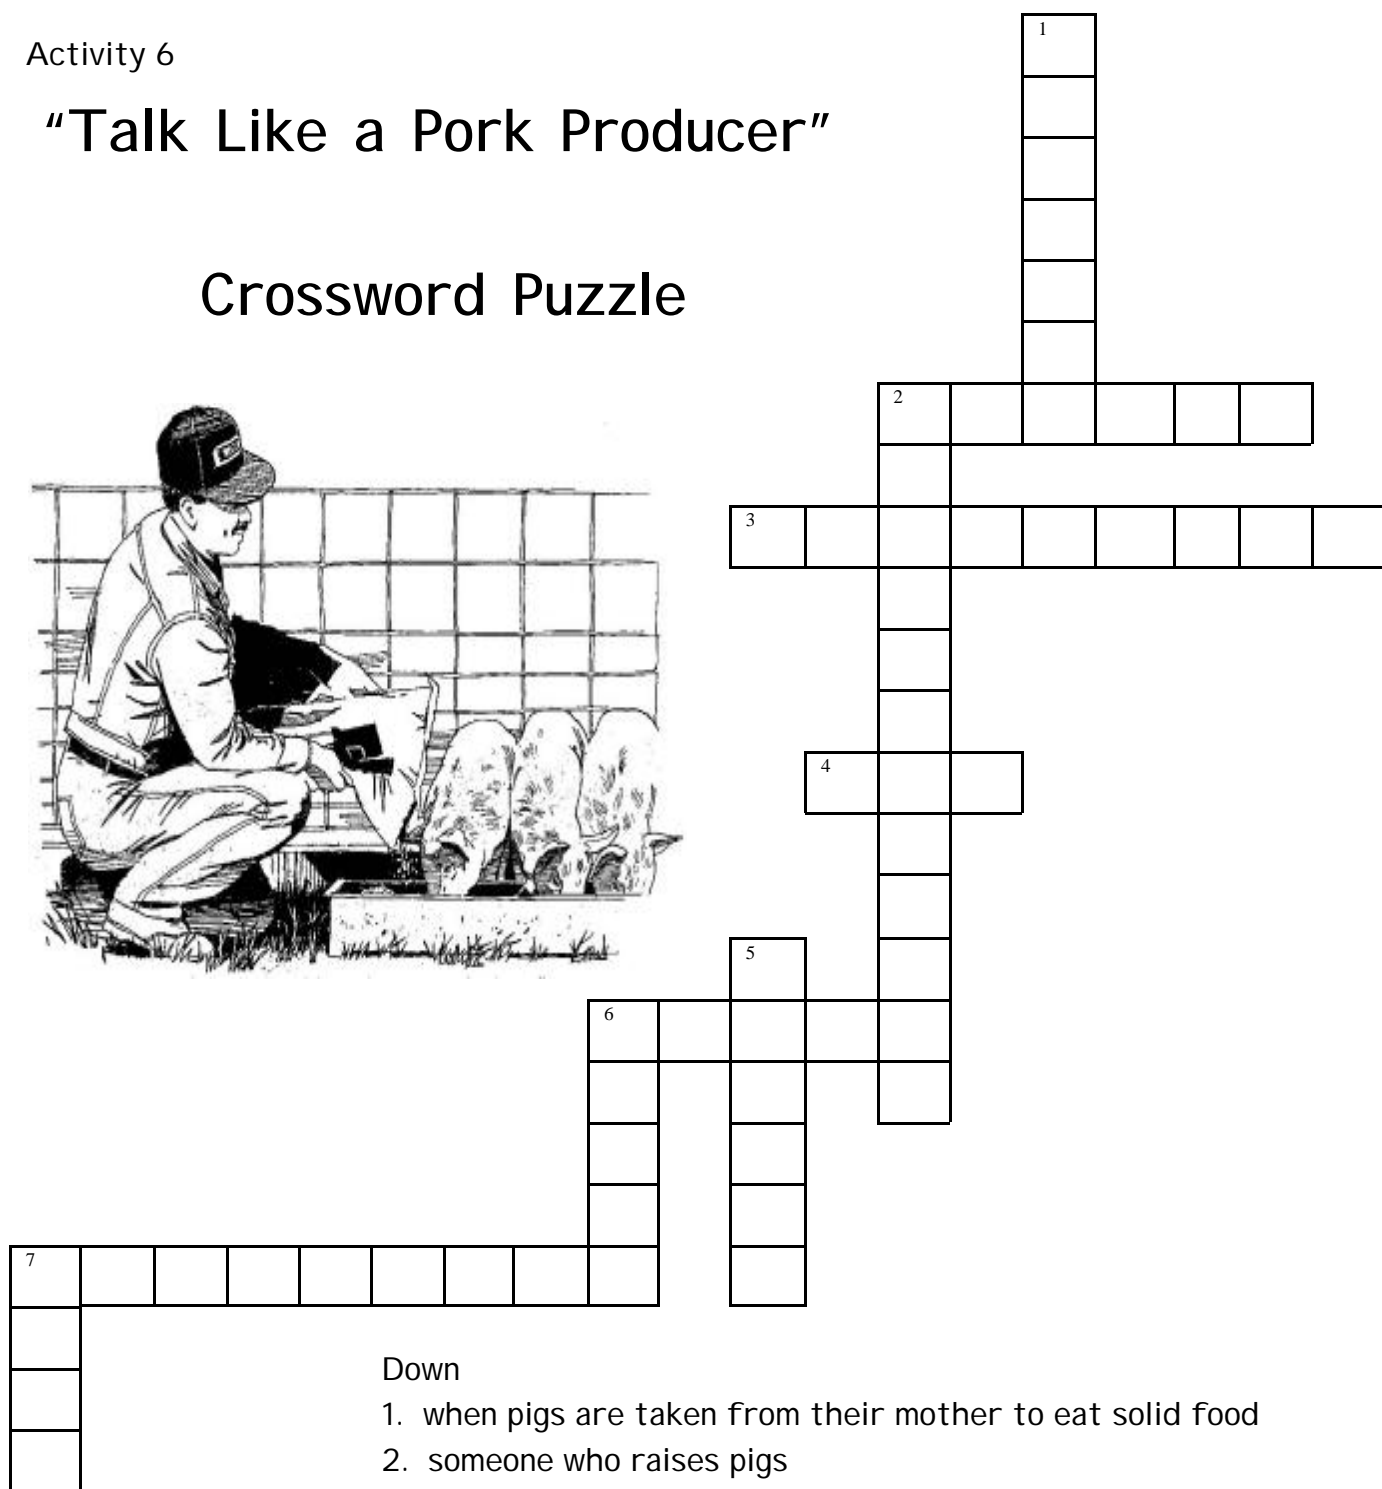 Activity 6
“Talk Like a Pork Producer”
Crossword Puzzle
1
2
3
4
5
6
7
Down
1. when pigs are taken from their mother to eat solid food
2. someone who raises pigs